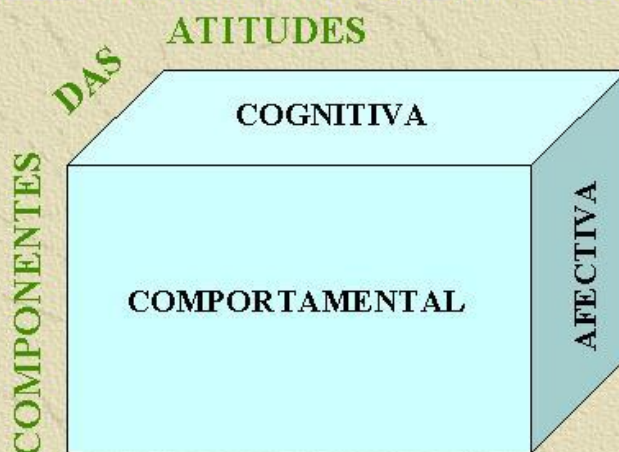 COMPONENTES
DAS
ATITUDES
COGNITIVA
COMPORTAMENTAL
AFECTIVA